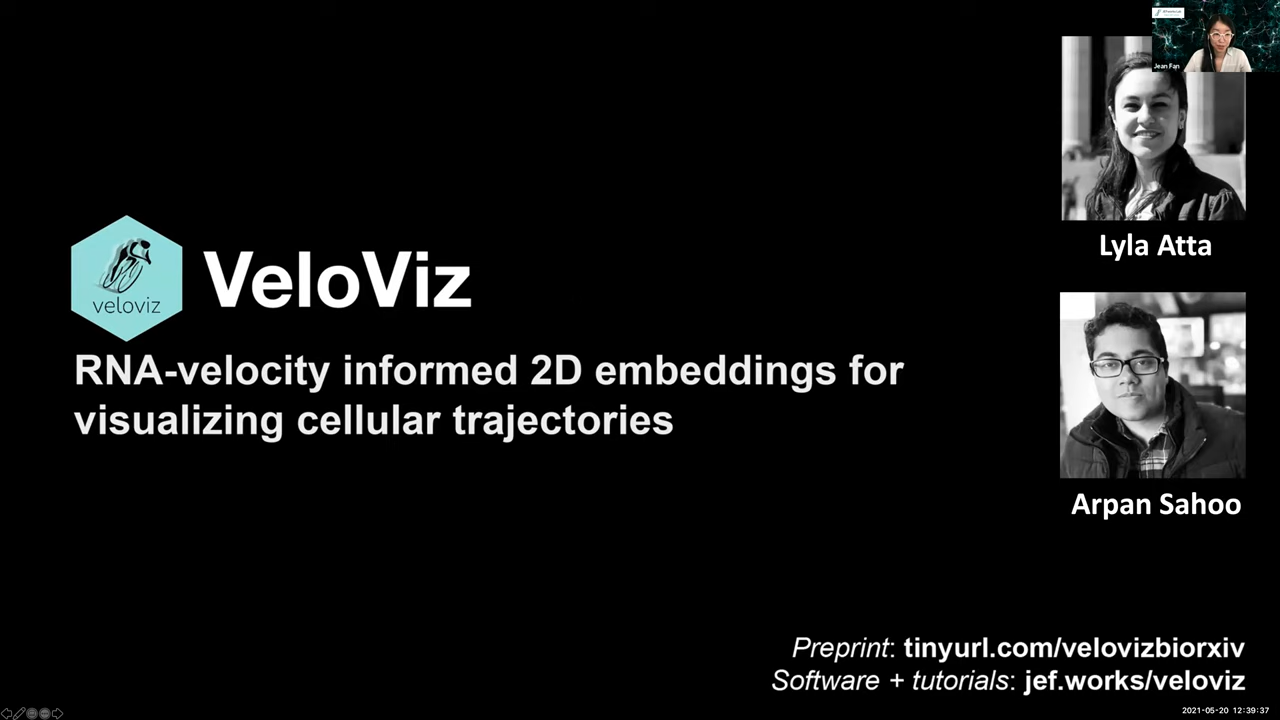 Jean Fan
Lyla Atta
veloviz
VeloViz
RNA-velocity informed 2D embeddings for
visualizing cellular trajectories
Arpan Sahoo
Preprint: tinyurl.com/velovizbiorxiv
Software + tutorials: jef.works/veloviz
2021-05-20 12:39:37